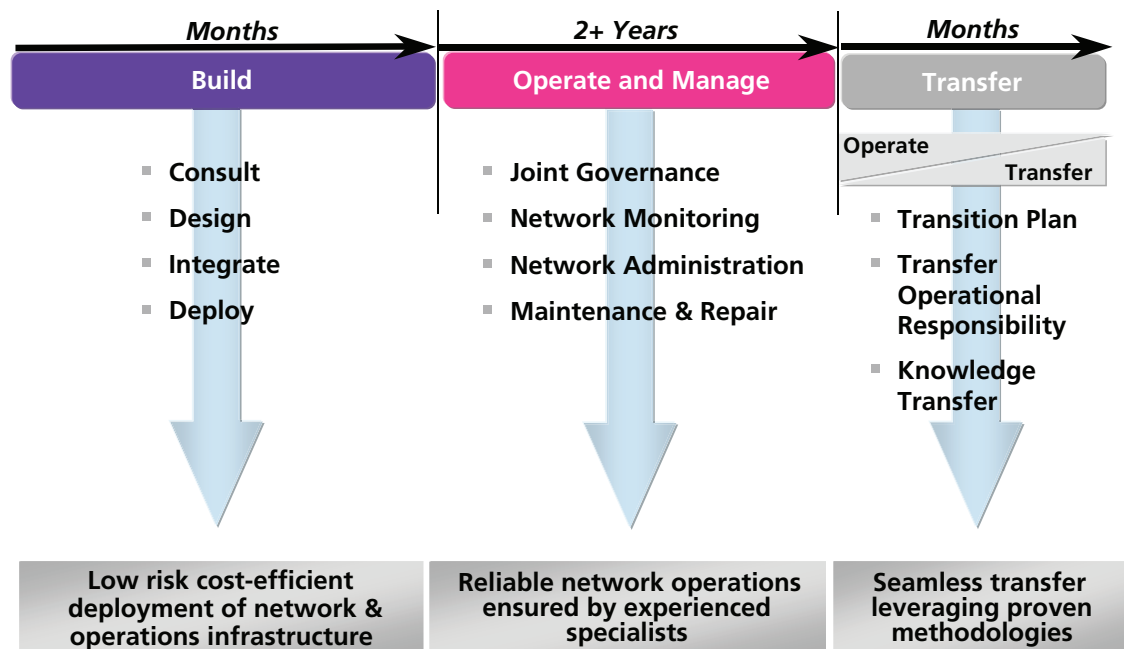 Months
2+ Years
Months
Build
Operate and Manage
Transfer
Consult
Design
Integrate
Deploy
Joint Governance
Network Monitoring
Network Administration
Maintenance & Repair
Operate
Transfer
Transition Plan
Transfer
Operational
Responsibility
Knowledge
Transfer
Low risk cost-efficient
deployment of network &
operations infrastructure
Reliable network operations
ensured by experienced
specialists
Seamless transfer
leveraging proven
methodologies